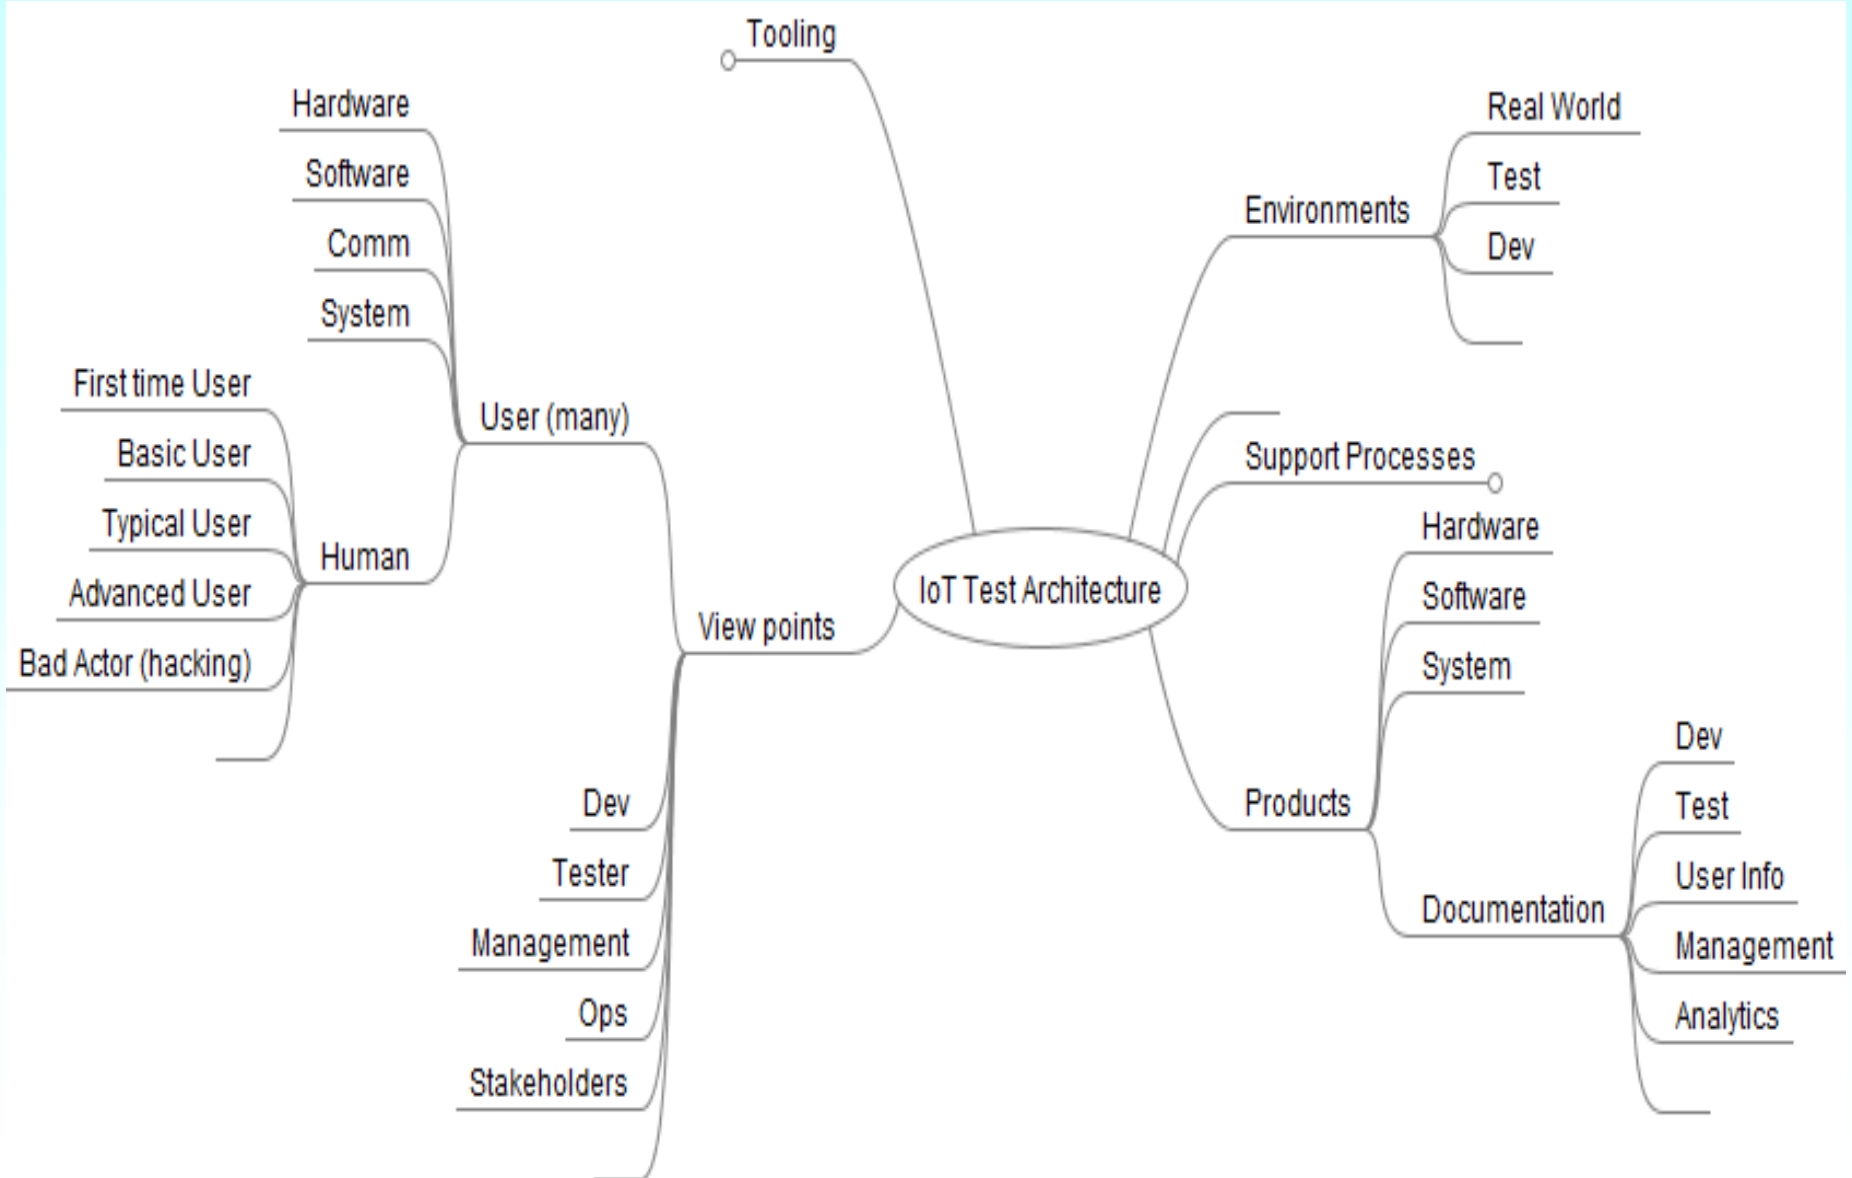 Tooling
Hardware
Software
Comm
System
First time User
Basic User
Typical User
Advanced User
Bad Actor (hacking)
Human
User (many)
View points
Dev
Tester
Management
Ops
Stakeholders
IoT Test Architecture
Environments
Real World
Test
Dev
Support Processes
Products
Hardware
Software
System
Documentation
Dev
Test
User Info
Management
Analytics